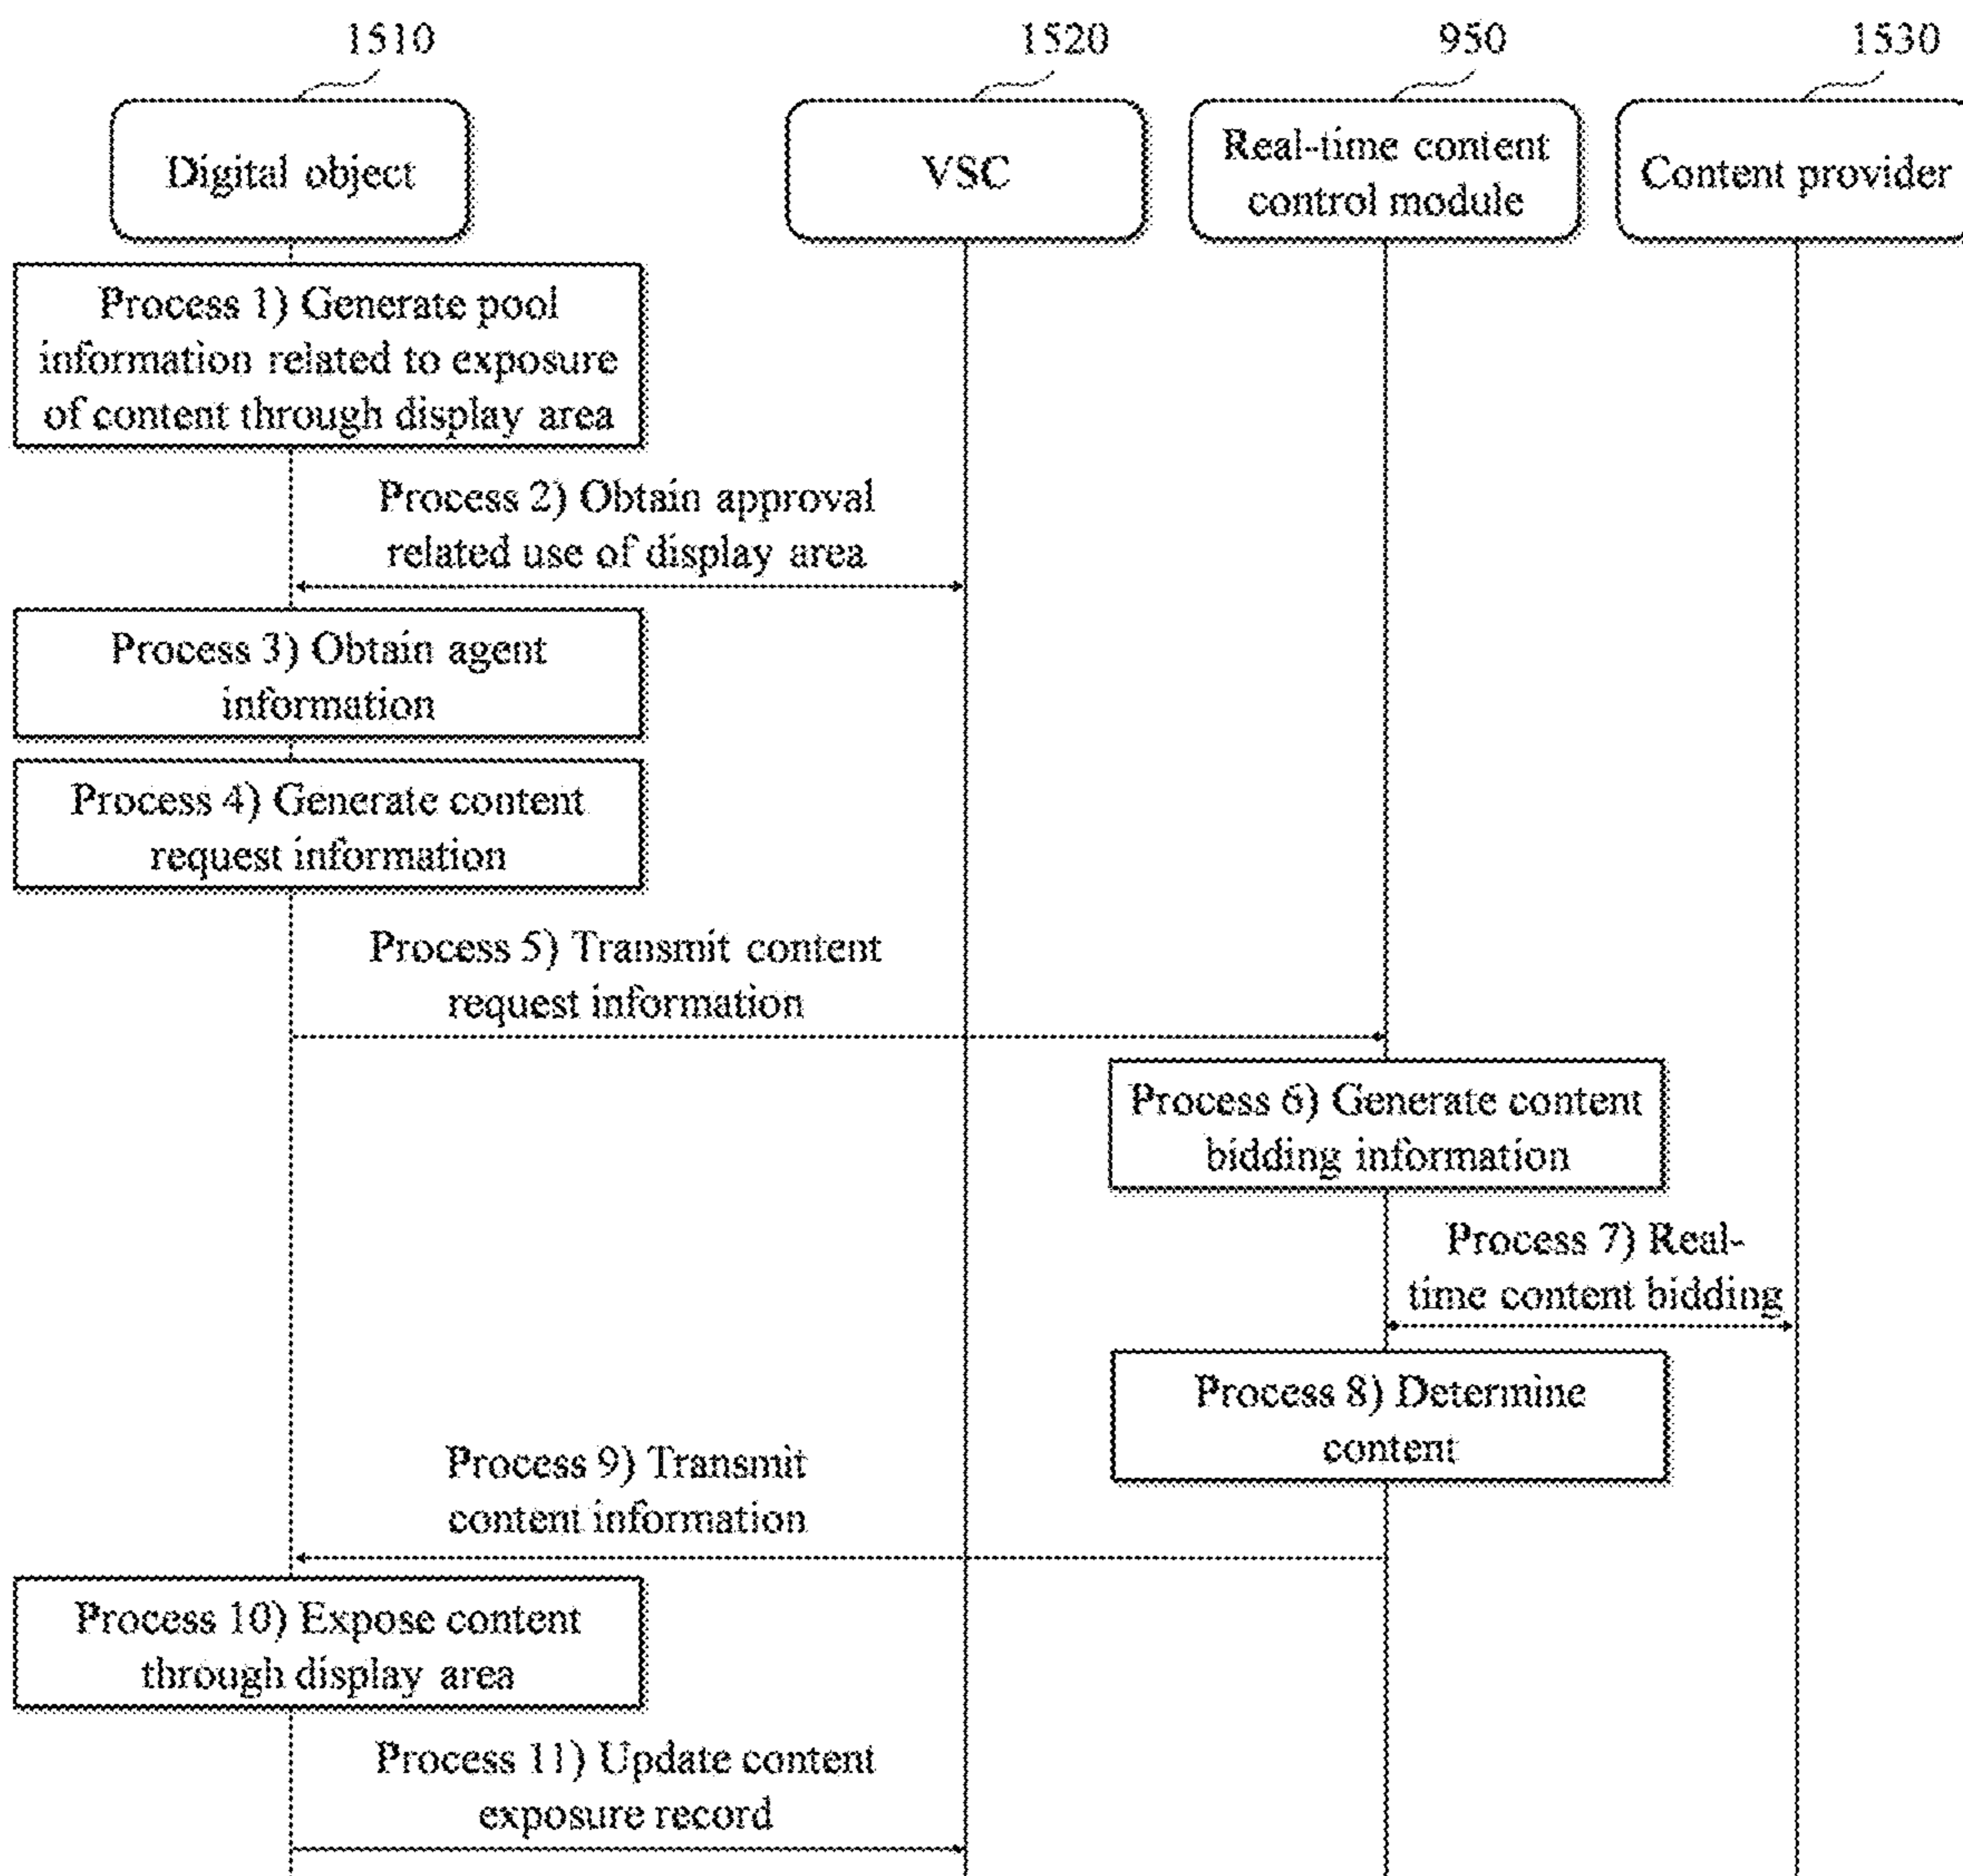 1510
1520
950
1530
Digital object
VSC
Real-time content
control module
Content provider
Process 1) Generate pool
information related to exposure
of content through display area
Process 2) Obtain approval
related use of display area
Process 3) Obtain agent
information
Process 4) Generate content
request information
Process 5) Transmit content
request information
Process 6) Generate content
bidding information
Process 7) Real-
time content bidding
Process 8) Determine
content
Process 9) Transmit
content information
Process 10) Expose content
through display area
Process 11) Update content
exposure record